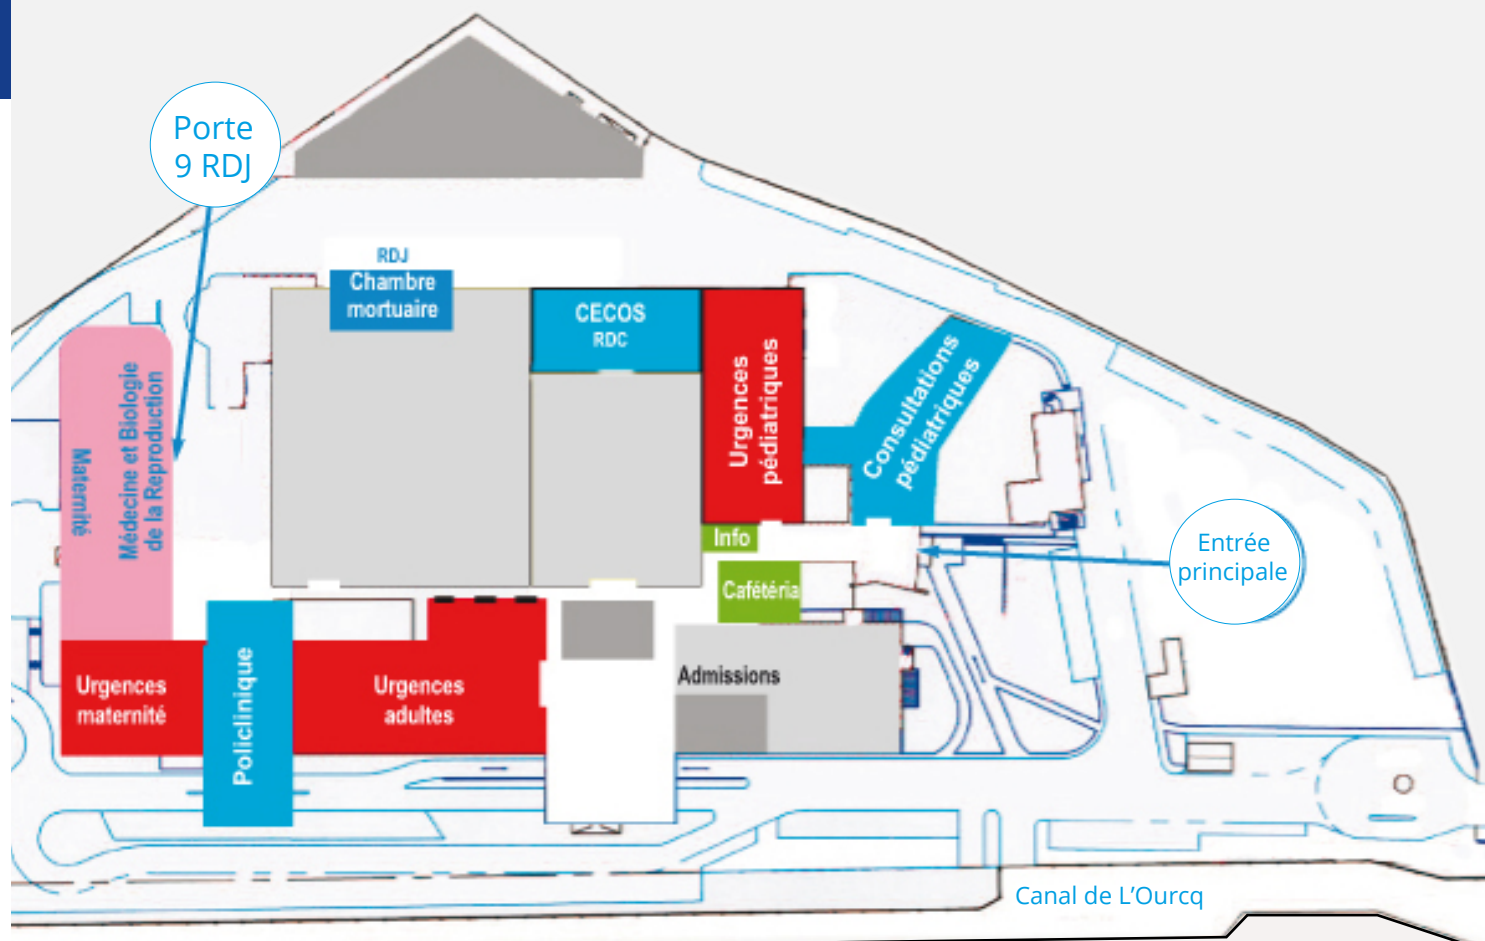 Porte
9 RDJ
RDJ
Chambre
mortuaire
CECOS
RDC
Urgences
pédiatriques
Consultations
pédiatriques
Maternité
Médecine et Biologie
de la Reproduction
Info
Entrée
principale
Cafétéria
Urgences
maternité
Policlinique
Urgences
adultes
Admissions
Canal de L'Ourcq